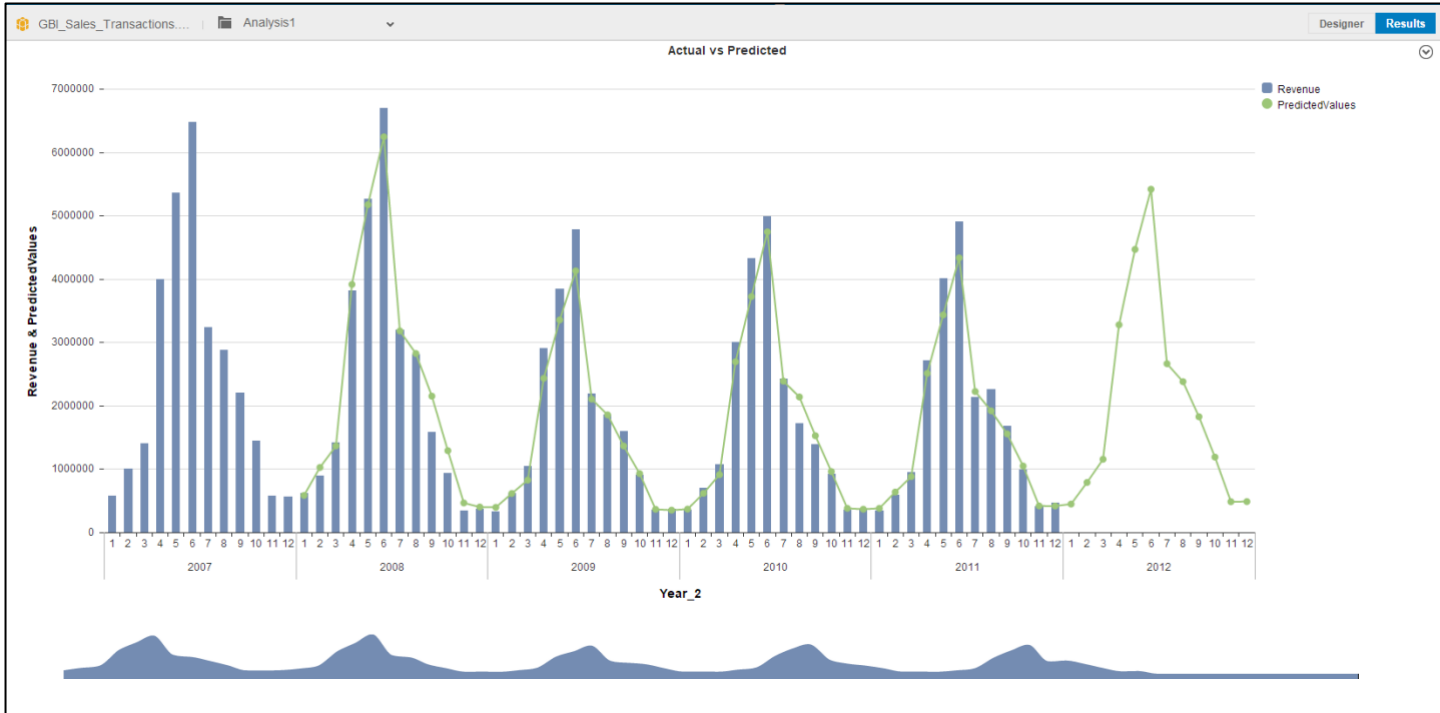 GBI_Sales_Transactions.... | Analysis1
Designer Results
Actual vs Predicted
Revenue
PredictedValues
Revenue & PredictedValues
7000000
6000000
5000000
4000000
3000000
2000000
1000000
0
1 2 3 4 5 6 7 8 9 10 11 12 1 2 3 4 5 6 7 8 9 10 11 12 1 2 3 4 5 6 7 8 9 10 11 12 1 2 3 4 5 6 7 8 9 10 11 12 1 2 3 4 5 6 7 8 9 10 11 12 1 2 3 4 5 6 7 8 9 10 11 12
2007 2008 2009 2010 2011 2012
Year_2